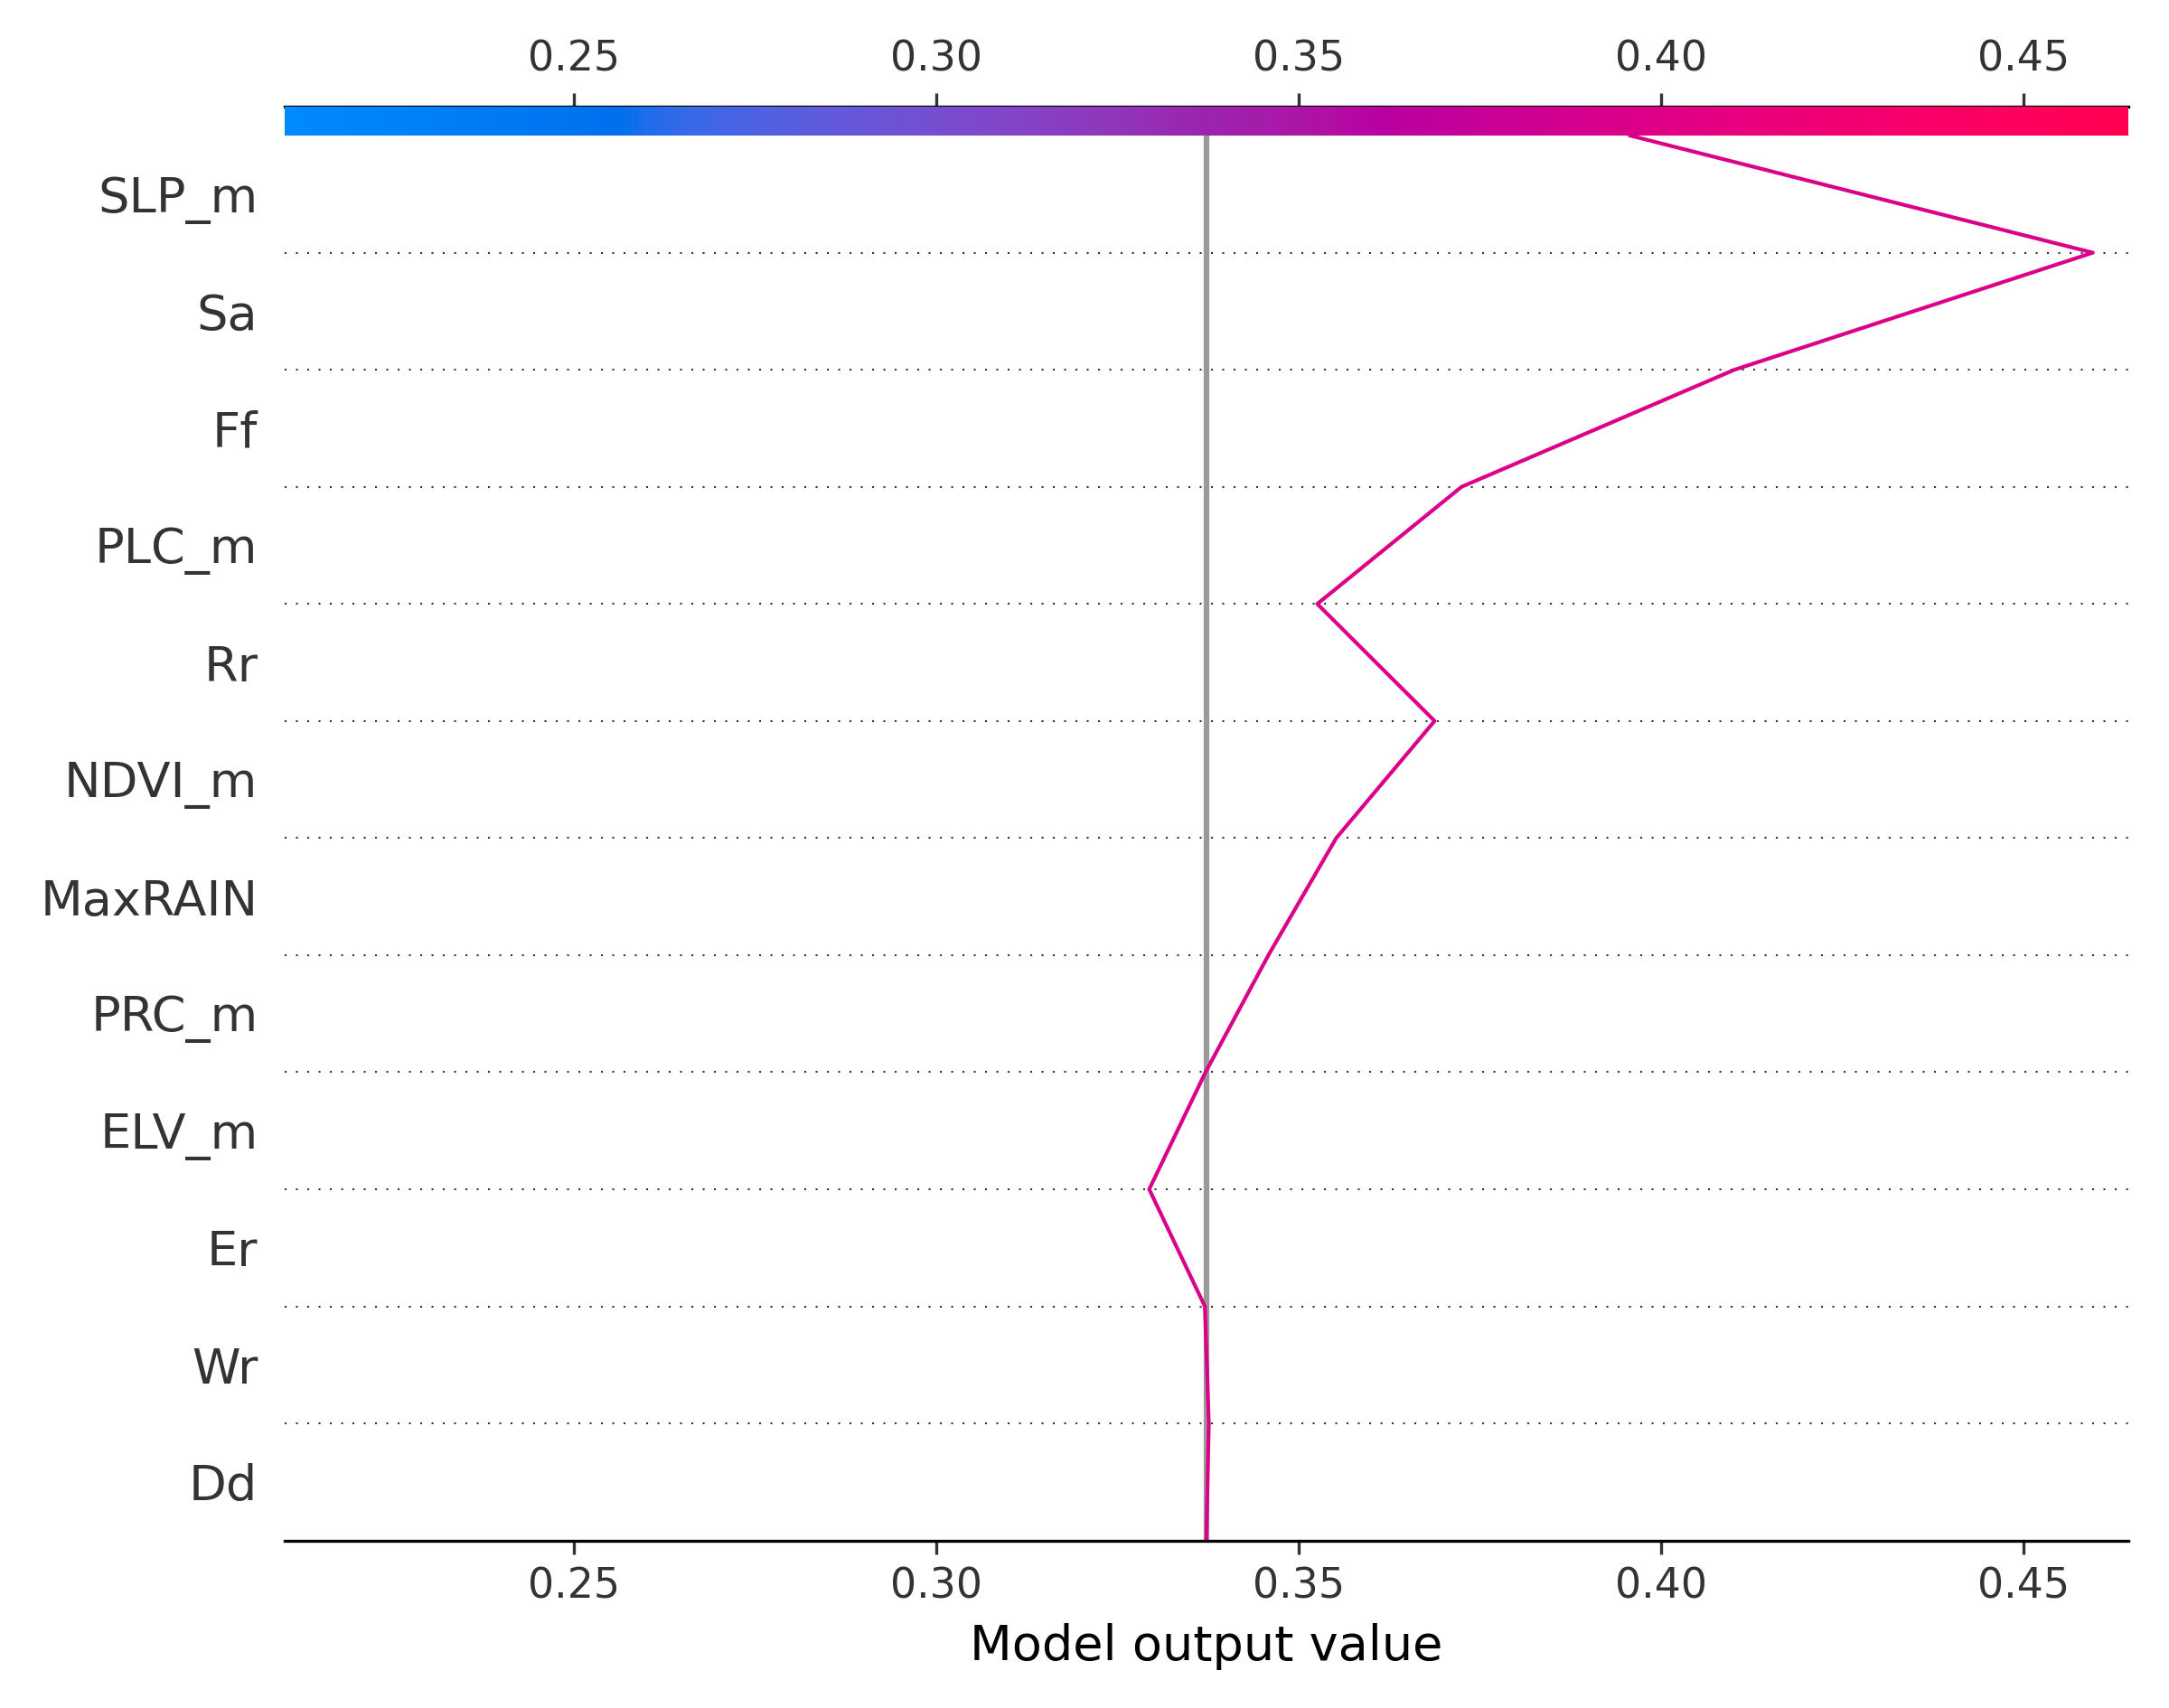 0.25 0.30 0.35 0.40 0.45
SLP_m
Sa
Ff
PLC_m
Rr
NDVI_m
MaxRAIN
PRC_m
ELV_m
Er
Wr
Dd
0.25 0.30 0.35 0.40 0.45
Model output value